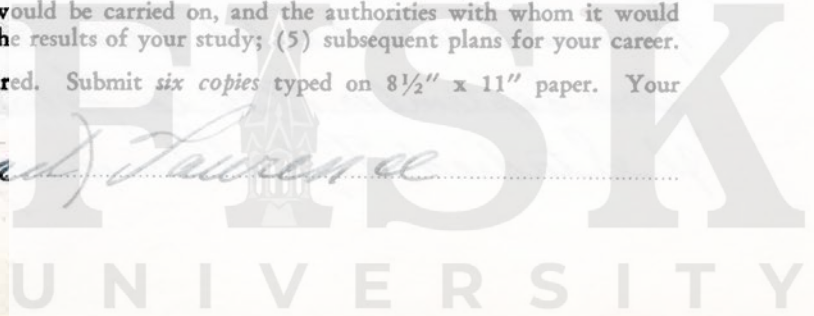 would be carried on, and the authorities with whom it would
he results of your study; (5) subsequent plans for your career.
red. Submit six copies typed on 8½" x 11" paper. Your
Lawrence
FISK
UNIVERSITY